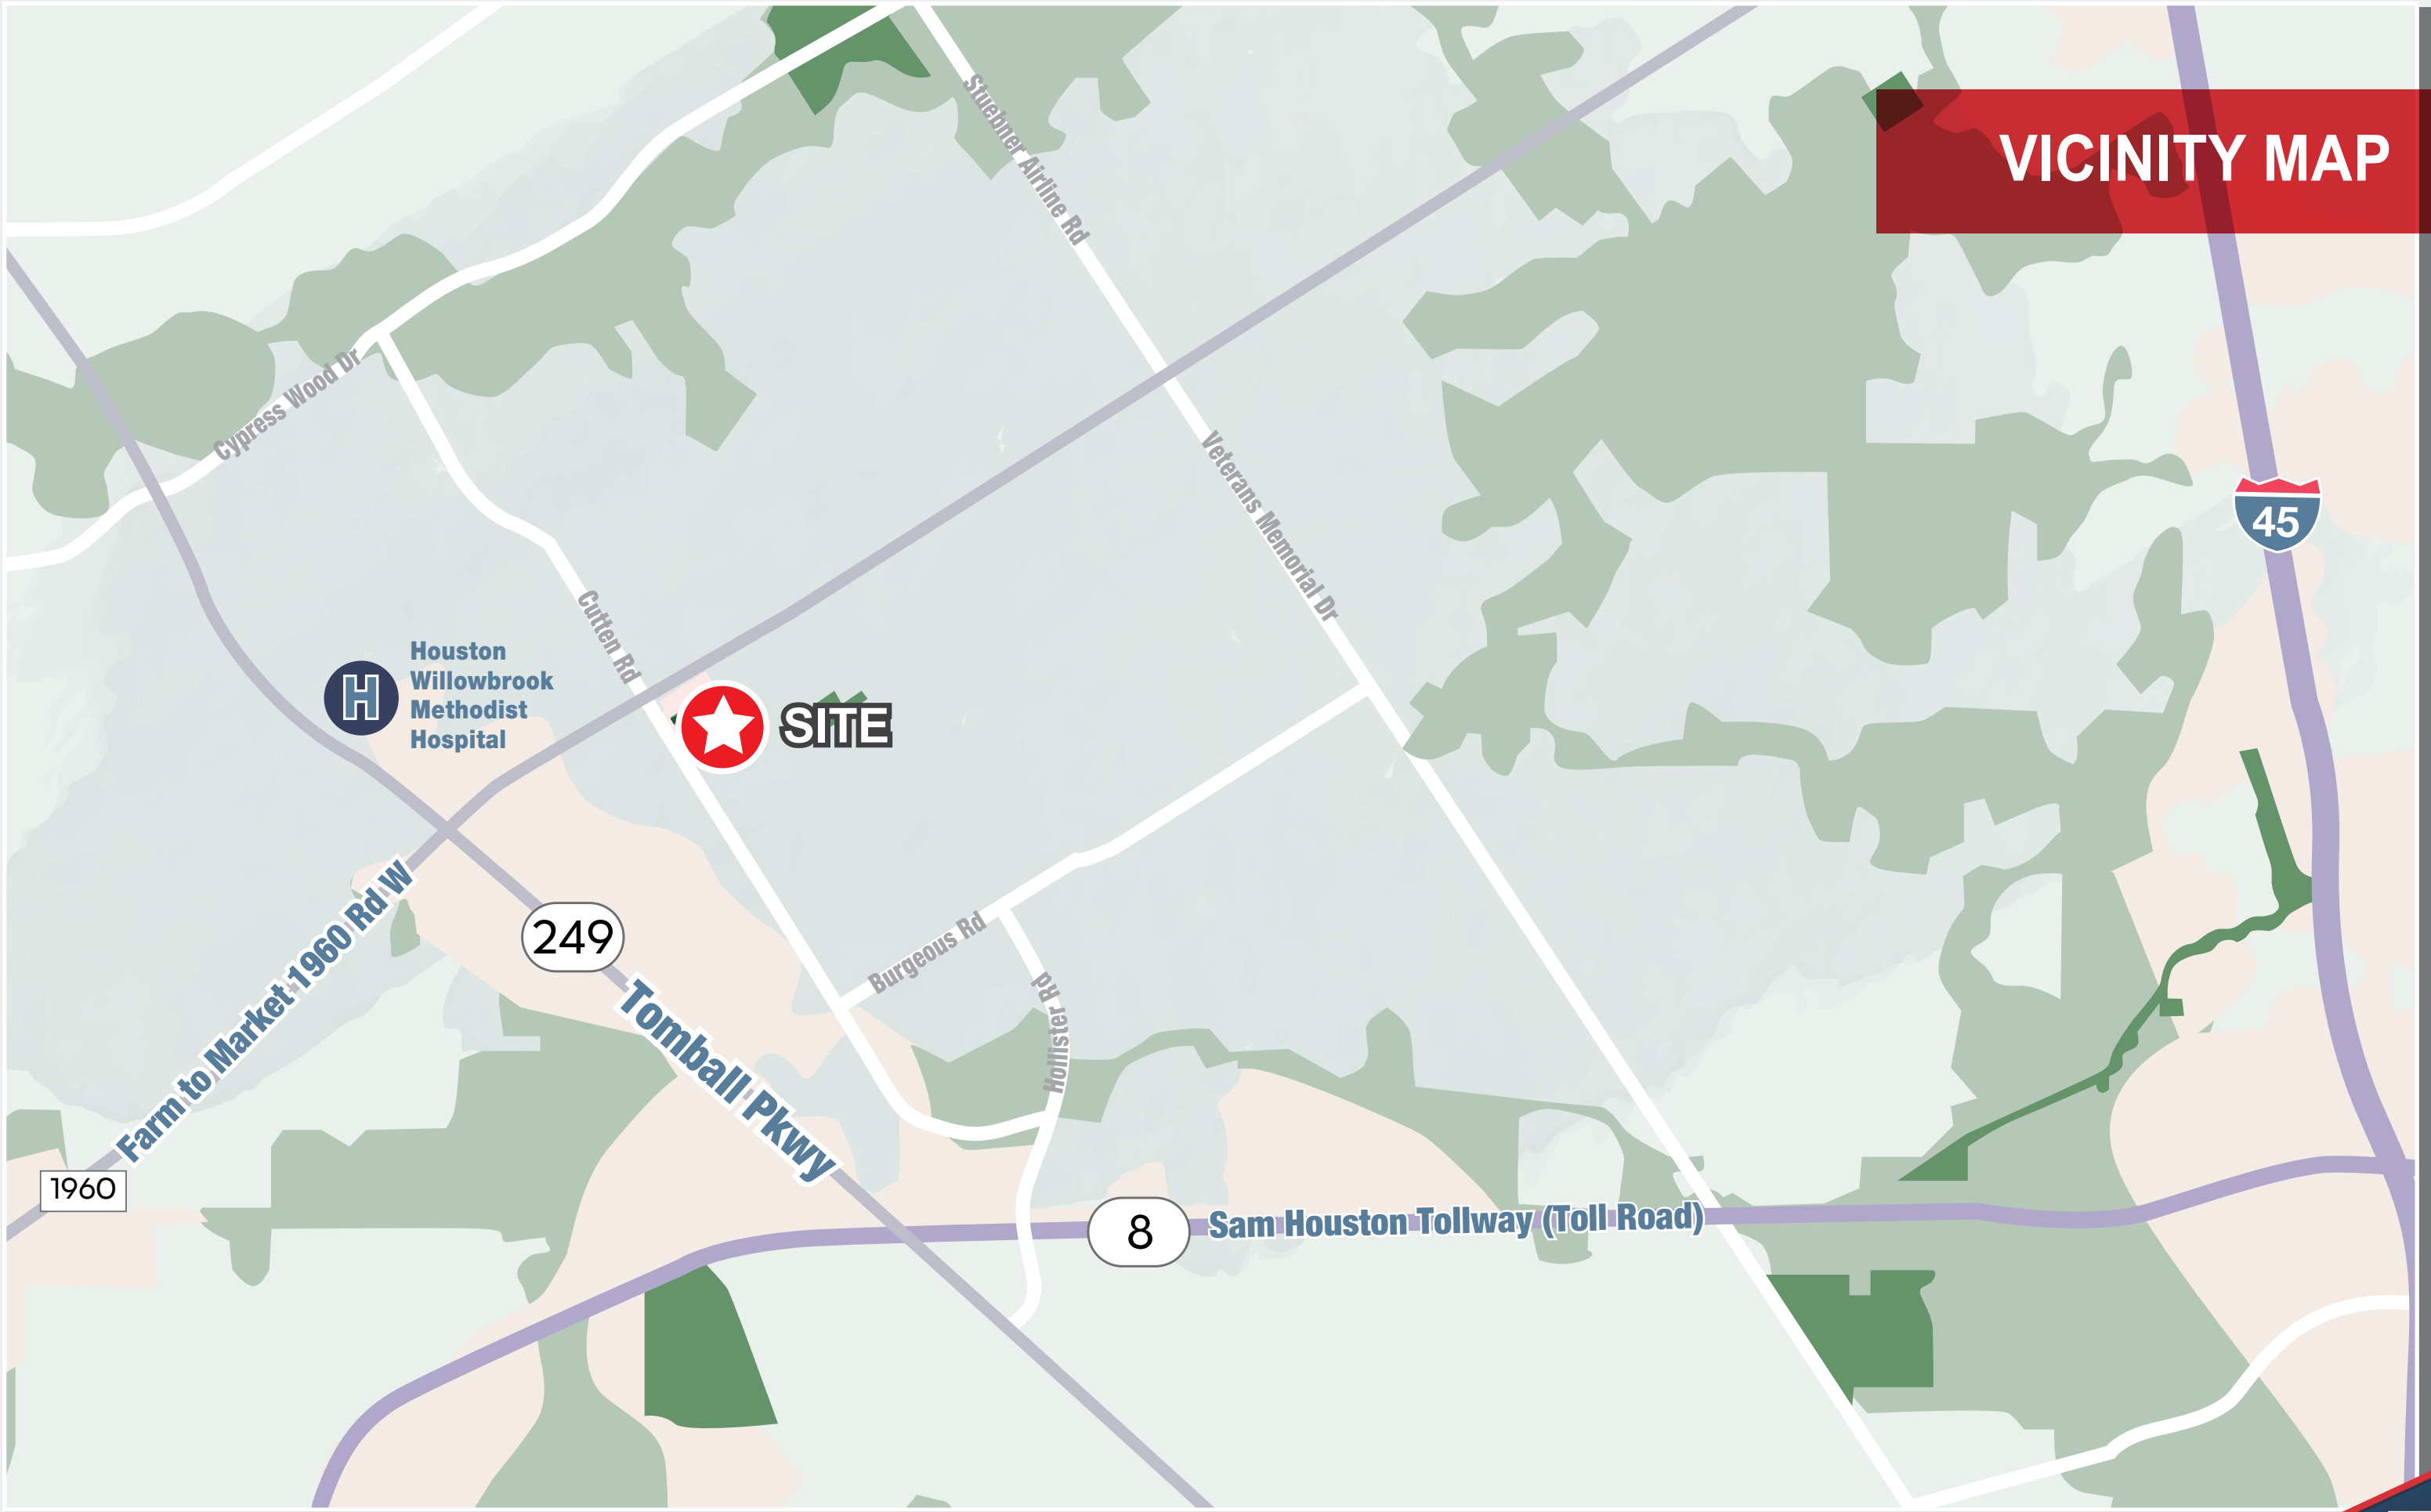 VICINITY MAP
Stuebner Airline Rd
Cypress Wood Dr
Veterans Memorial Dr
45
Cutten Rd
H
Houston
Willowbrook
Methodist
Hospital
SITE
Farm to Market 1960 Rd W
249
Burgeous Rd
Hollister Rd
Tomball Pkwy
1960
8
Sam Houston Tollway (Toll Road)